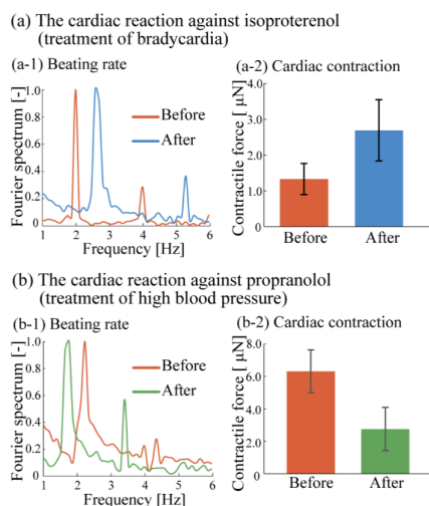 (a) The cardiac reaction against isoproterenol
(treatment of bradycardia)
(a-1) Beating rate
(a-2) Cardiac contraction
Fourier spectrum [-]
1.0
0.8
0.6
0.4
0.2
0
Before
After
1 2 3 4 5 6
Frequency [Hz]
Contractile force [ μN]
4.0
3.0
2.0
1.0
0
Before After
(b) The cardiac reaction against propranolol
(treatment of high blood pressure)
(b-1) Beating rate
(b-2) Cardiac contraction
Fourier spectrum [-]
1.0
0.8
0.6
0.4
0.2
0
Before
After
1 2 3 4 5 6
Frequency [Hz]
Contractile force [ μN]
8.0
6.0
4.0
2.0
0
Before After